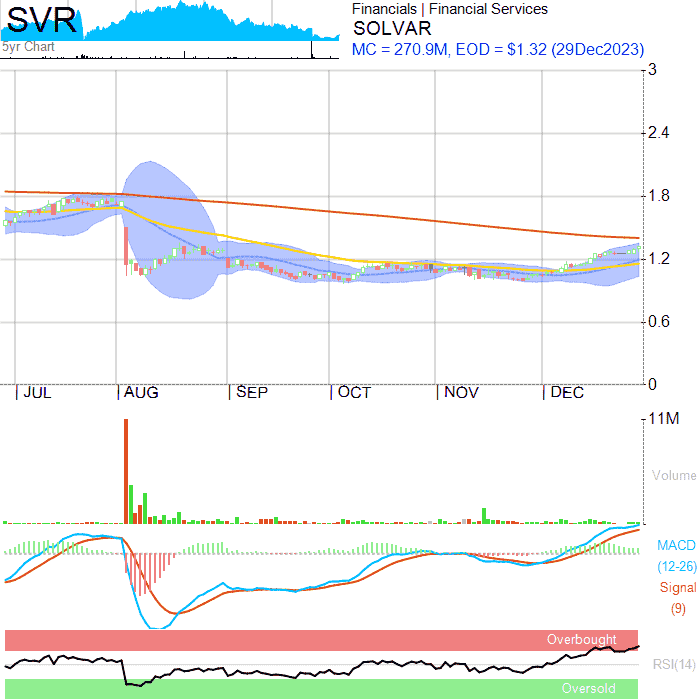 SVR
5yr Chart
Financials | Financial Services
SOLVAR
MC = 270.9M, EOD = $1.32 (29Dec2023)
3
2.4
1.8
1.2
0.6
0
JUL AUG SEP OCT NOV DEC
11M
Volume
MACD
(12-26)
Signal
(9)
Overbought
RSI(14)
Oversold